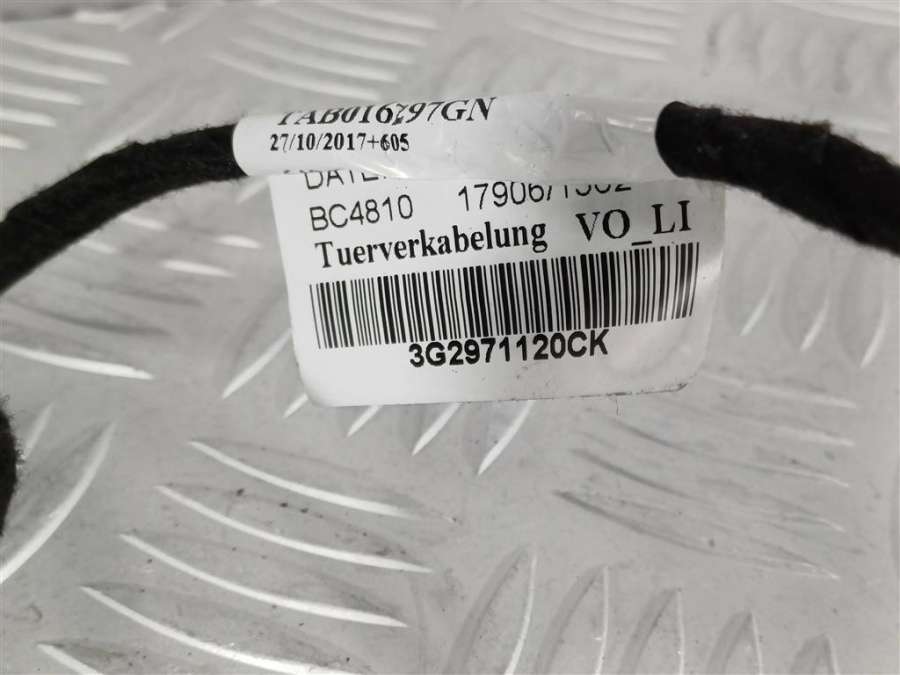 TAB016297GN
27/10/2017+605
BC4810
Tuerverkabelung VO_LI
3G2971120CK